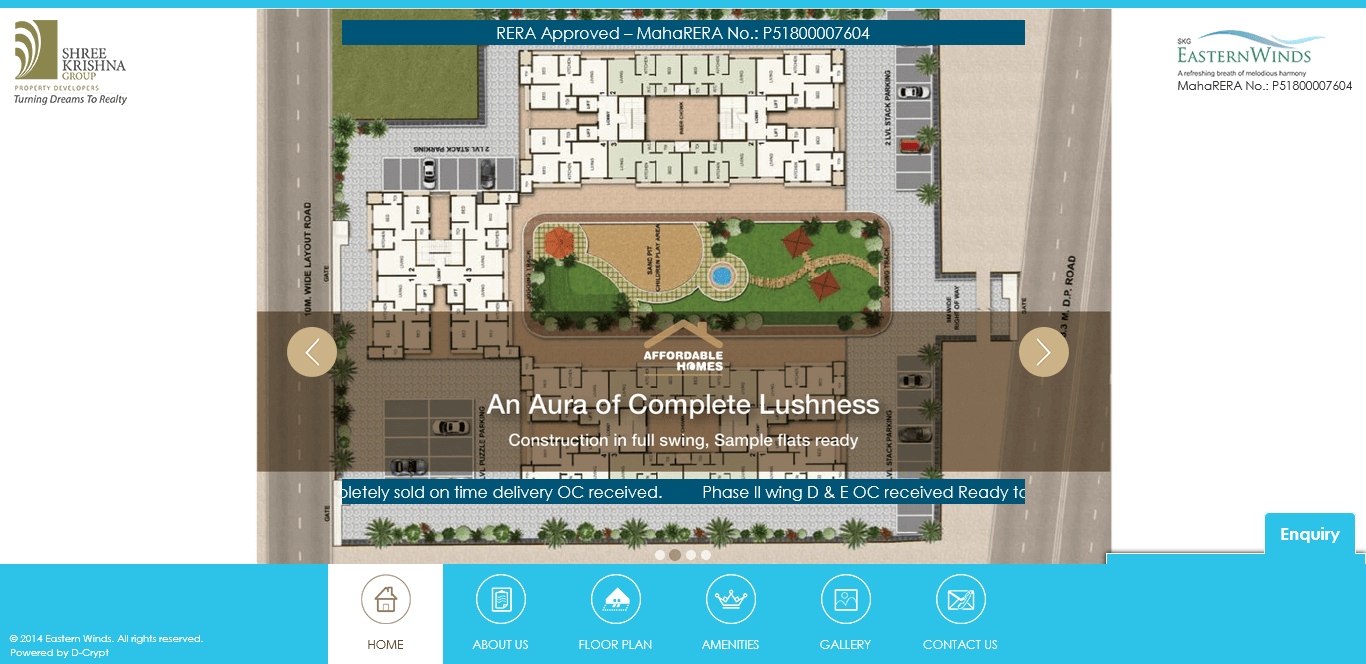 RERA Approved – MahaRERA No.: P51800007604
SHREE
KRISHNA
GROUP
PROPERTY DEVELOPERS
Turning Dreams To Realty
SKG
EASTERNWINDS
A refreshing breath of melodious harmony
MahaRERA No.: P51800007604
2 LVL STACK PARKING
2 LVL STACK PARKING
INNER CHOWK
LOBBY
LIFT
10M. WIDE LAYOUT ROAD
GATE
JOGGING TRACK
SAND PIT
CHILDREN PLAY AREA
JOGGING TRACK
RIGHT OF WAY
GATE
M. D.P. ROAD
AFFORDABLE
HOMES
An Aura of Complete Lushness
Construction in full swing, Sample flats ready
LVL PUZZLE PARKING
LVL STACK PARKING
GATE
pletely sold on time delivery OC received. Phase II wing D & E OC received Ready to
Enquiry
HOME
ABOUT US
FLOOR PLAN
AMENITIES
GALLERY
CONTACT US
© 2014 Eastern Winds. All rights reserved.
Powered by D-Crypt